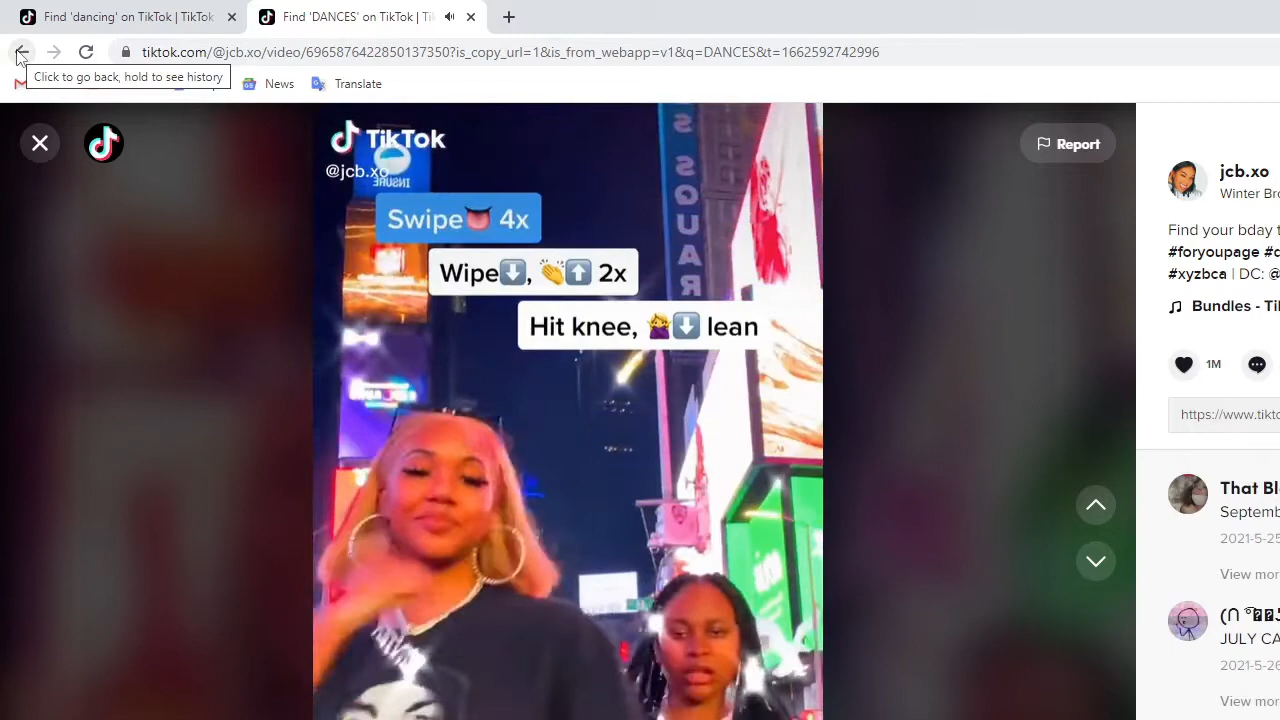 Find 'dancing' on TikTok | TikTok
Find 'DANCES' on TikTok | Ti
tiktok.com/@jcb.xo/video/6965876422850137350?is_copy_url=1&is_from_webapp=v1&q=DANCES&t=1662592742996
Click to go back, hold to see history
News
Translate
TikTok
@jcb.xo
INSURE
SQUAR
Report
Swipe👅 4x
Wipe⬇️, 👏⬆️ 2x
Hit knee, 🙅‍♀️⬇️ lean
jcb.xo
Winter Bro
Find your bday t
#foryoupage #d
#xyzbca | DC: @
Bundles - Ti
1M
https://www.tikto
That Bl
Septemb
2021-5-25
View mor
JULY CA
2021-5-26
View mor